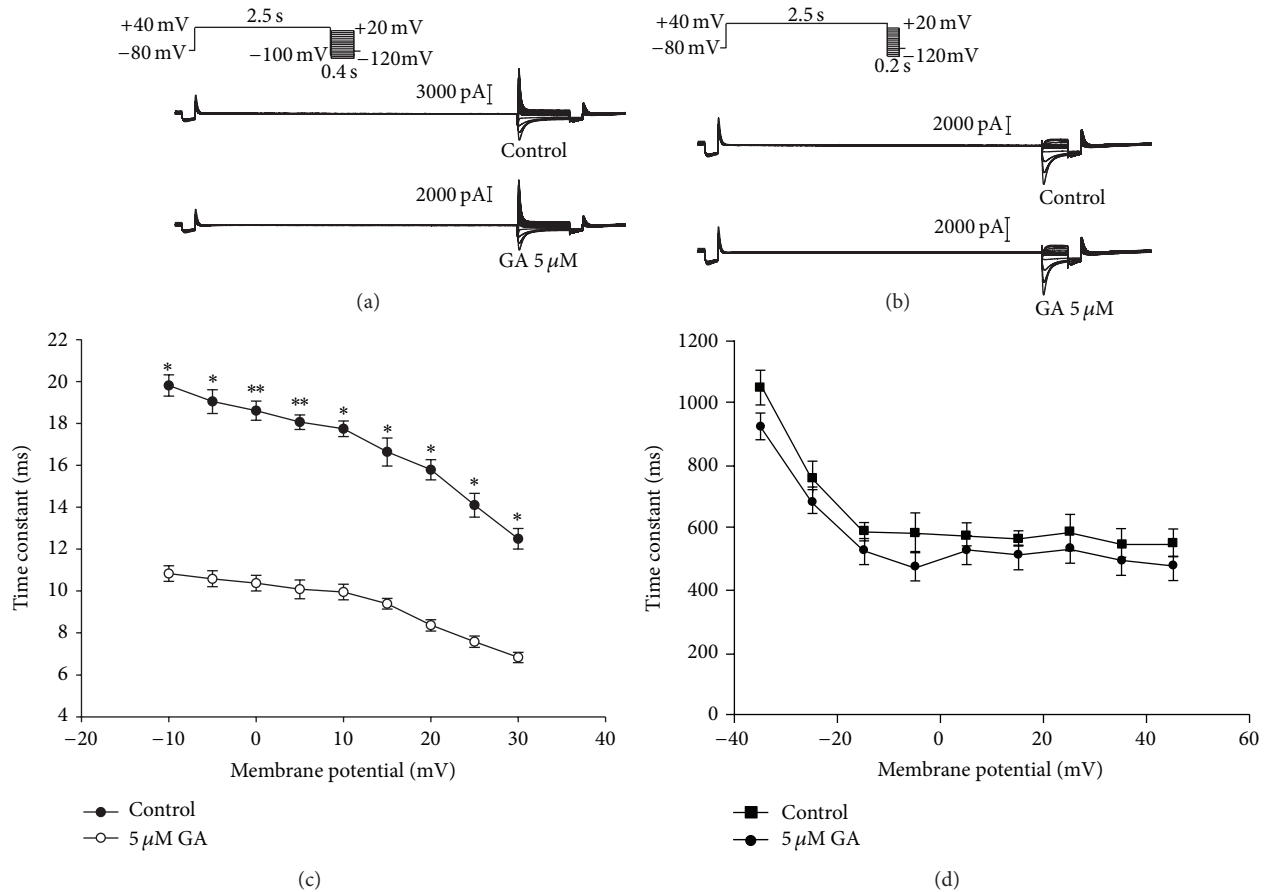 2.5 s
+40 mV
+20 mV
−80 mV
−100 mV
−120 mV
0.4 s
3000 pA
Control
2000 pA
GA 5 μM
(a)
2.5 s
+40 mV
+20 mV
−80 mV
−120 mV
0.2 s
2000 pA
Control
2000 pA
GA 5 μM
(b)
22
20
18
16
14
12
10
8
6
4
Time constant (ms)
* * ** ** * * * * *
−20 −10 0 10 20 30 40
Membrane potential (mV)
Control
5 μM GA
(c)
1200
1000
800
600
400
200
0
Time constant (ms)
−40 −20 0 20 40 60
Membrane potential (mV)
Control
5 μM GA
(d)